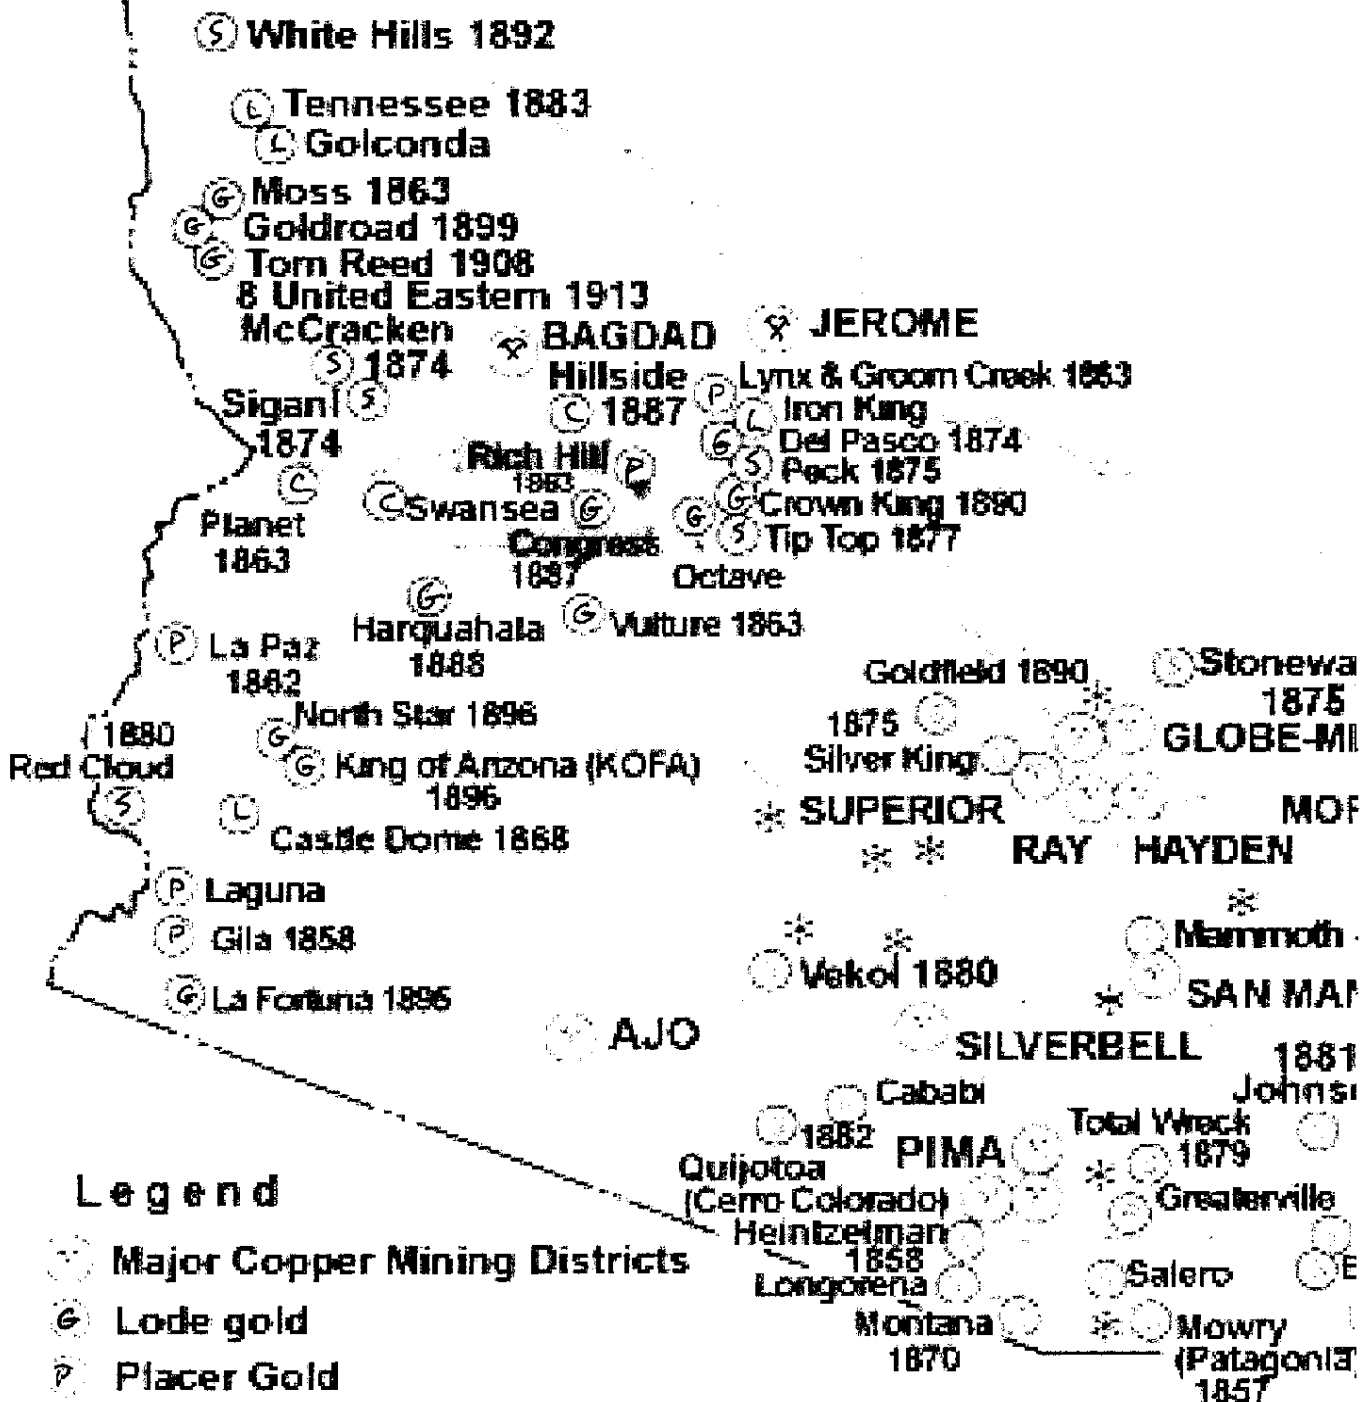 S White Hills 1892
L Tennessee 1883
L Golconda
G Moss 1863
G Goldroad 1899
G Tom Reed 1908
& United Eastern 1913
McCracken
S 1874
BAGDAD
JEROME
Hillside
C 1887
P Lynx & Groom Creek 1863
L Iron King
G Del Pasco 1874
S Peck 1875
G Crown King 1890
S Tip Top 1877
G Octave
Signal S
1874
C Planet
1863
C Swansea
Rich Hill P
1863
G Congress
1887
G Harquahala
1888
G Vulture 1863
P La Paz
1862
Goldfield 1890
Stonewa
1875
1880
Red Cloud
S
G North Star 1896
G King of Arizona (KOFA)
1896
L Castle Dome 1868
1875
Silver King
GLOBE-MI
SUPERIOR
MOR
RAY
HAYDEN
P Laguna
P Gila 1858
G La Fortuna 1896
Vekol 1880
Mammoth
SAN MAN
AJO
SILVERBELL
1881
Johns
Cababi
1882
Quijotoa
PIMA
Total Wreck
1879
(Cerro Colorado)
Heintzelman
1858
Greaterville
Longorena
Salero
E
Montana
1870
Mowry
(Patagonia)
1857
Legend
Major Copper Mining Districts
G Lode gold
P Placer Gold